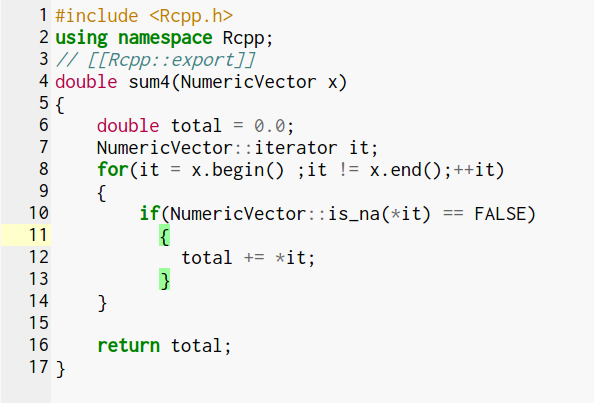 1 #include <Rcpp.h>
2 using namespace Rcpp;
3 // [[Rcpp::export]]
4 double sum4(NumericVector x)
5 {
6     double total = 0.0;
7     NumericVector::iterator it;
8     for(it = x.begin() ;it != x.end();++it)
9     {
10         if(NumericVector::is_na(*it) == FALSE)
11           {
12             total += *it;
13           }
14     }
15
16     return total;
17 }